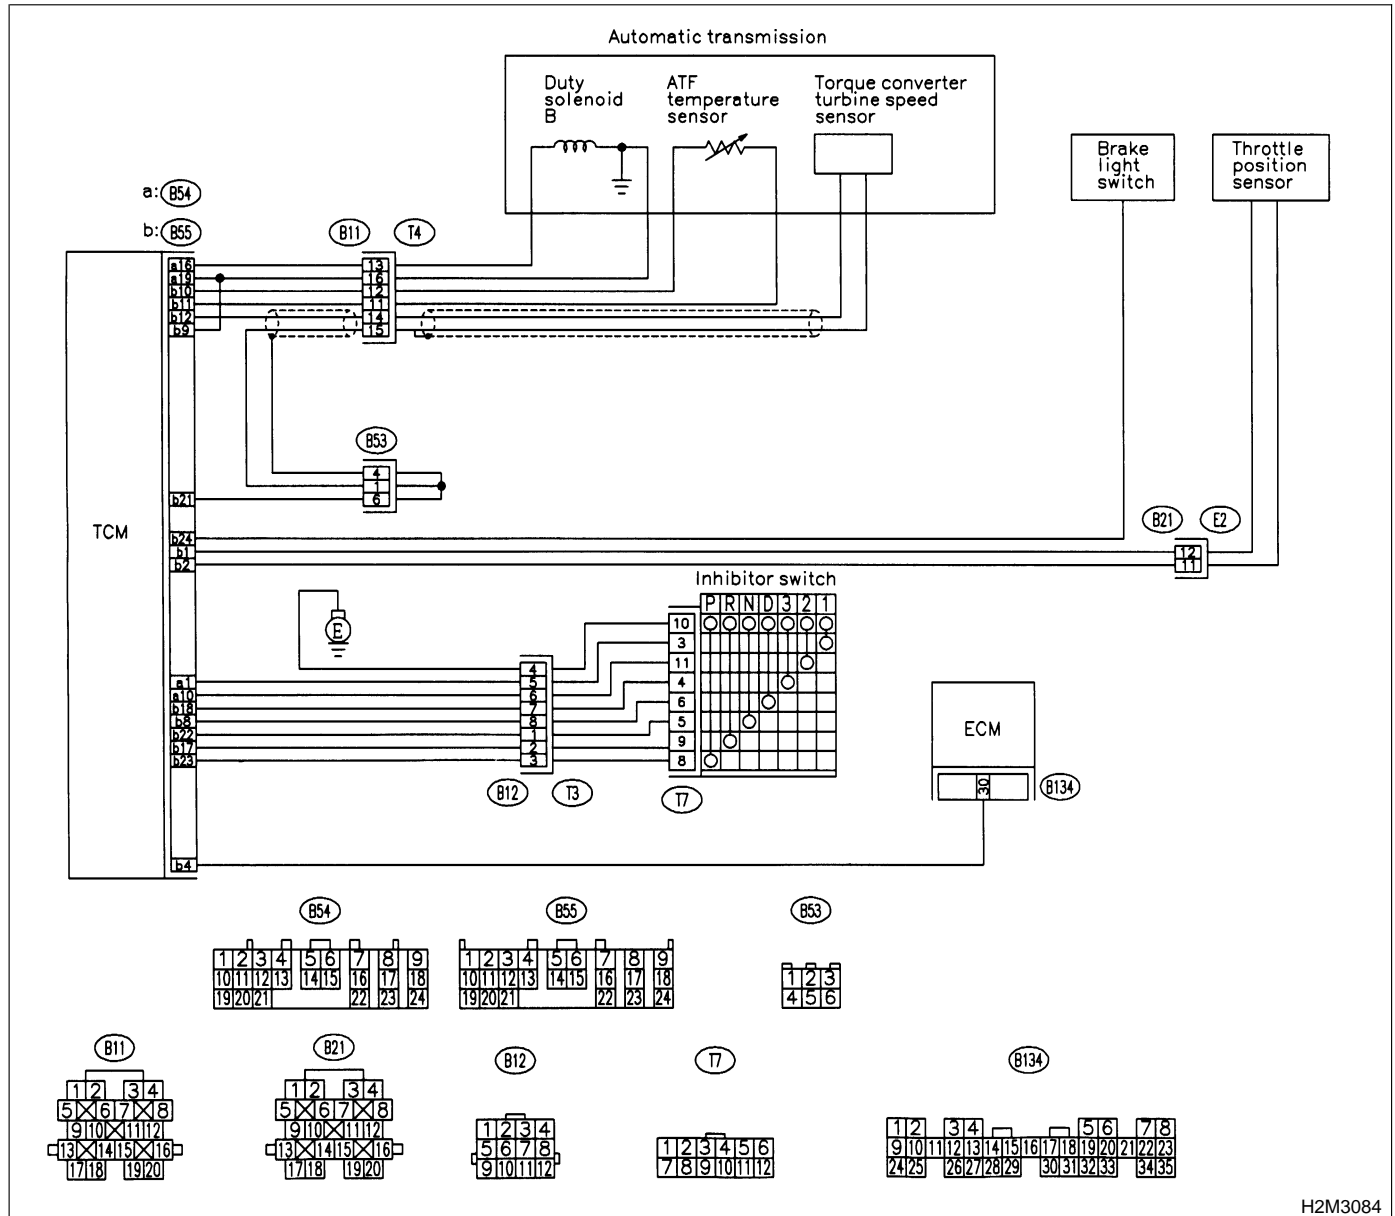 Automatic transmission
Duty
solenoid
B
ATF
temperature
sensor
Torque converter
turbine speed
sensor
Brake
light
switch
Throttle
position
sensor
a: B54
b: B55
B11 T4
a16 13
a19 16
b10 12
b11 11
b12 14
b9 15
B53
4
1
b21 6
TCM
B21 E2
b24
b1 12
b2 11
Inhibitor switch
P R N D 3 2 1
E
10
3
11
4
6
5
9
8
4
a1 5
a10 6
b18 7
b8 8
b22 1
b17 2
b23 3
B12 T3 T7
ECM
30 B134
b4
B54
1 2 3 4 5 6 7 8 9
10 11 12 13 14 15 16 17 18
19 20 21 22 23 24
B55
1 2 3 4 5 6 7 8 9
10 11 12 13 14 15 16 17 18
19 20 21 22 23 24
B53
1 2 3
4 5 6
B11
1 2 3 4
5 6 7 8
9 10 11 12
13 14 15 16
17 18 19 20
B21
1 2 3 4
5 6 7 8
9 10 11 12
13 14 15 16
17 18 19 20
B12
1 2 3 4
5 6 7 8
9 10 11 12
T7
1 2 3 4 5 6
7 8 9 10 11 12
B134
1 2 3 4 5 6 7 8
9 10 11 12 13 14 15 16 17 18 19 20 21 22 23
24 25 26 27 28 29 30 31 32 33 34 35
H2M3084